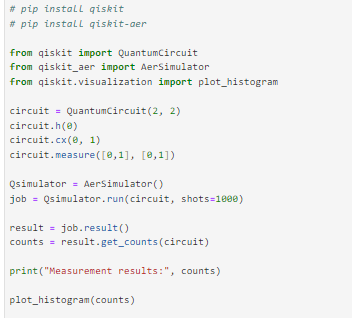 # pip install qiskit
# pip install qiskit-aer
from qiskit import QuantumCircuit
from qiskit_aer import AerSimulator
from qiskit.visualization import plot_histogram
circuit = QuantumCircuit(2, 2)
circuit.h(0)
circuit.cx(0, 1)
circuit.measure([0,1], [0,1])
Qsimulator = AerSimulator()
job = Qsimulator.run(circuit, shots=1000)
result = job.result()
counts = result.get_counts(circuit)
print("Measurement results:", counts)
plot_histogram(counts)